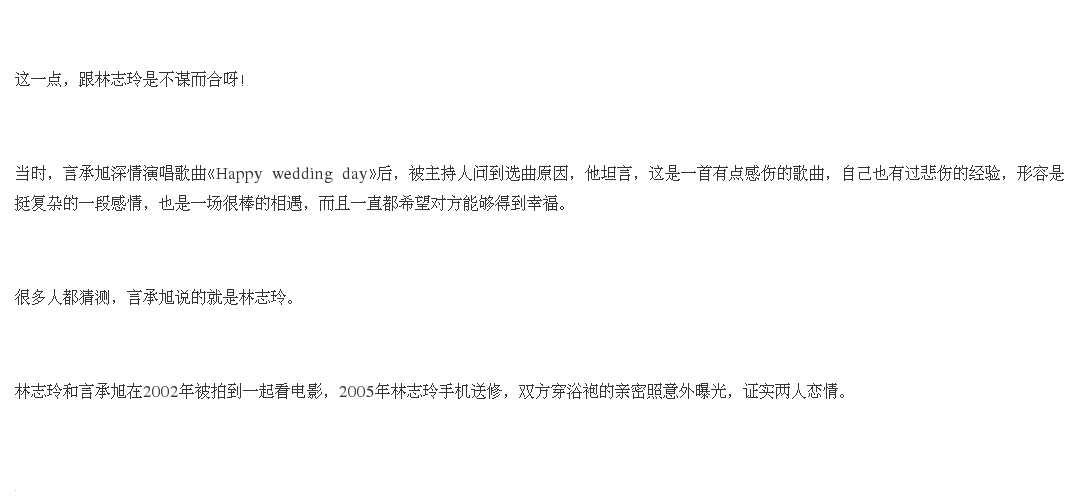 这一点，跟林志玲是不谋而合呀!
当时，言承旭深情演唱歌曲《Happy wedding day》后，被主持人问到选曲原因，他坦言，这是一首有点感伤的歌曲，自己也有过悲伤的经验，形容是
挺复杂的一段感情，也是一场很棒的相遇，而且一直都希望对方能够得到幸福。
很多人都猜测，言承旭说的就是林志玲。
林志玲和言承旭在2002年被拍到一起看电影，2005年林志玲手机送修，双方穿浴袍的亲密照意外曝光，证实两人恋情。